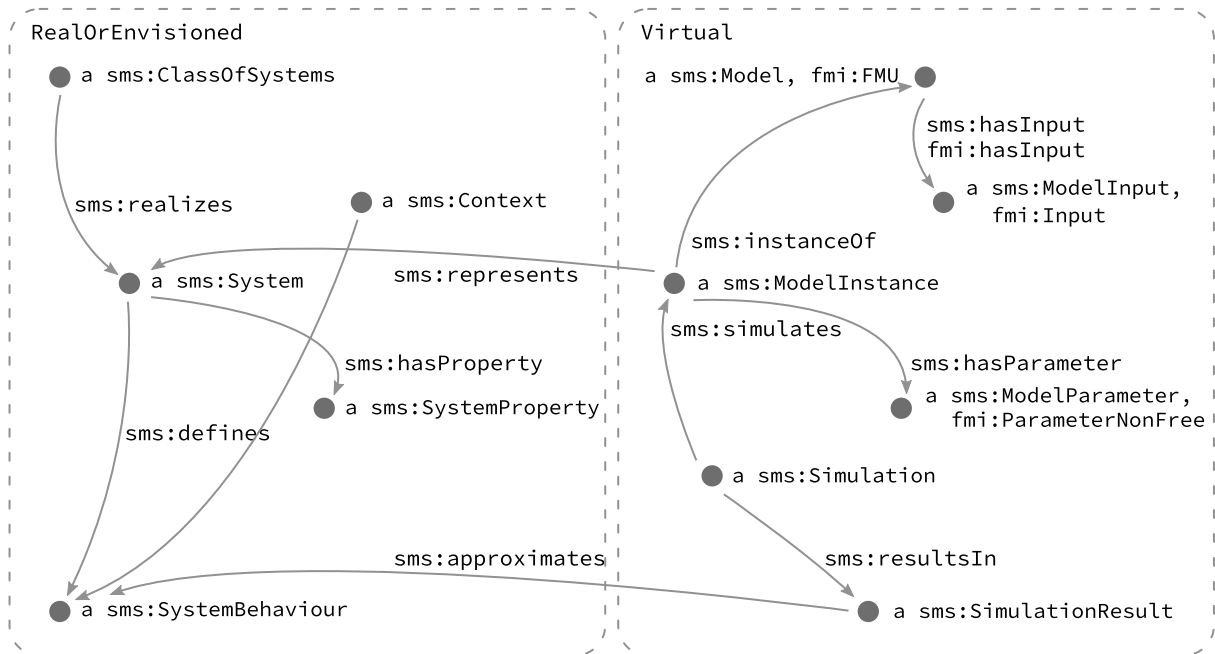 RealOrEnvisioned
a sms:ClassOfSystems
sms:realizes
a sms:Context
a sms:System
sms:represents
sms:hasProperty
a sms:SystemProperty
sms:defines
sms:approximates
a sms:SystemBehaviour
Virtual
a sms:Model, fmi:FMU
sms:hasInput
fmi:hasInput
a sms:ModelInput,
fmi:Input
sms:instanceOf
a sms:ModelInstance
sms:simulates
sms:hasParameter
a sms:ModelParameter,
fmi:ParameterNonFree
a sms:Simulation
sms:resultsIn
a sms:SimulationResult